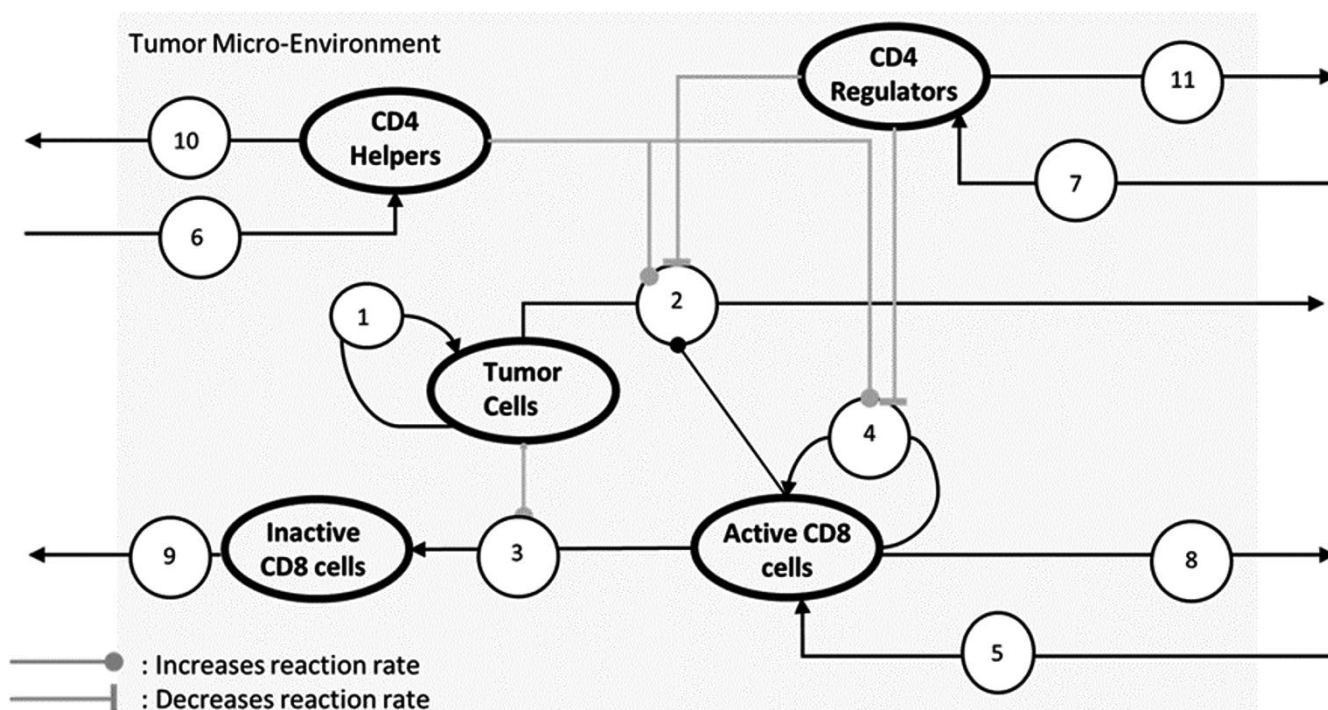 Tumor Micro-Environment
CD4
Regulators
11
CD4
Helpers
10
7
6
2
1
Tumor
Cells
4
Inactive
CD8 cells
9
3
Active CD8
cells
8
5
: Increases reaction rate
: Decreases reaction rate